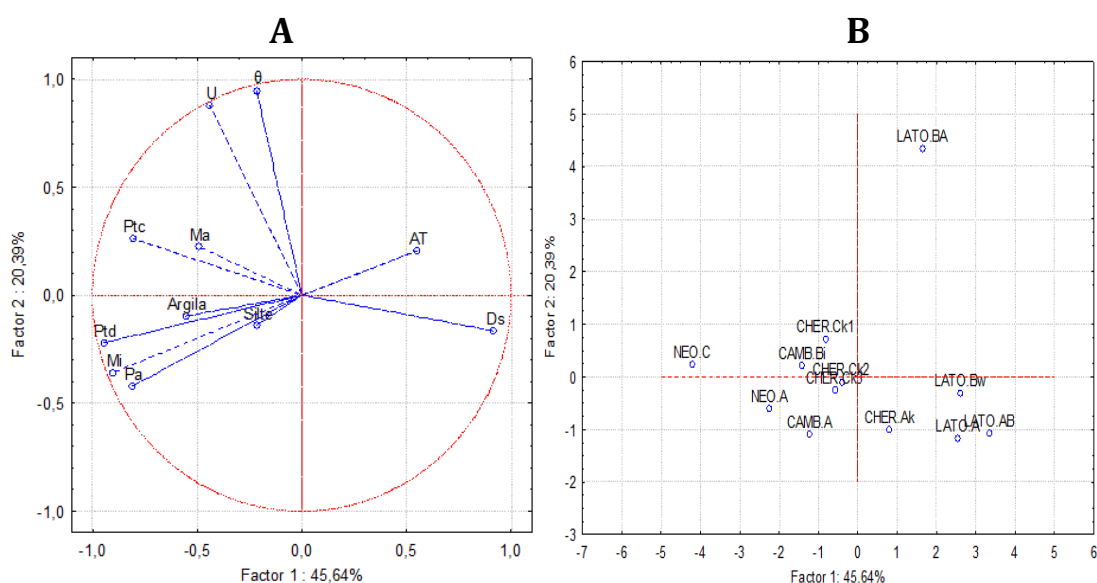 A
1,0
0,5
0,0
-0,5
-1,0
-1,0
-0,5
0,0
0,5
1,0
Factor 2 : 20,39%
Factor 1 : 45,64%
θ
U
Ptc
Ma
AT
Argila
Silte
Ds
Ptd
Mi
Pa
B
6
5
4
3
2
1
0
-1
-2
-3
-7
-6
-5
-4
-3
-2
-1
0
1
2
3
4
5
6
Factor 2: 20,39%
Factor 1: 45,64%
LATO.BA
CHER.Ck1
NEO.C
CAMB.Bi
CHER.Ck2
CHER.Ck3
LATO.Bw
NEO.A
CAMB.A
CHER.Ak
LATO.A
LATO.AB